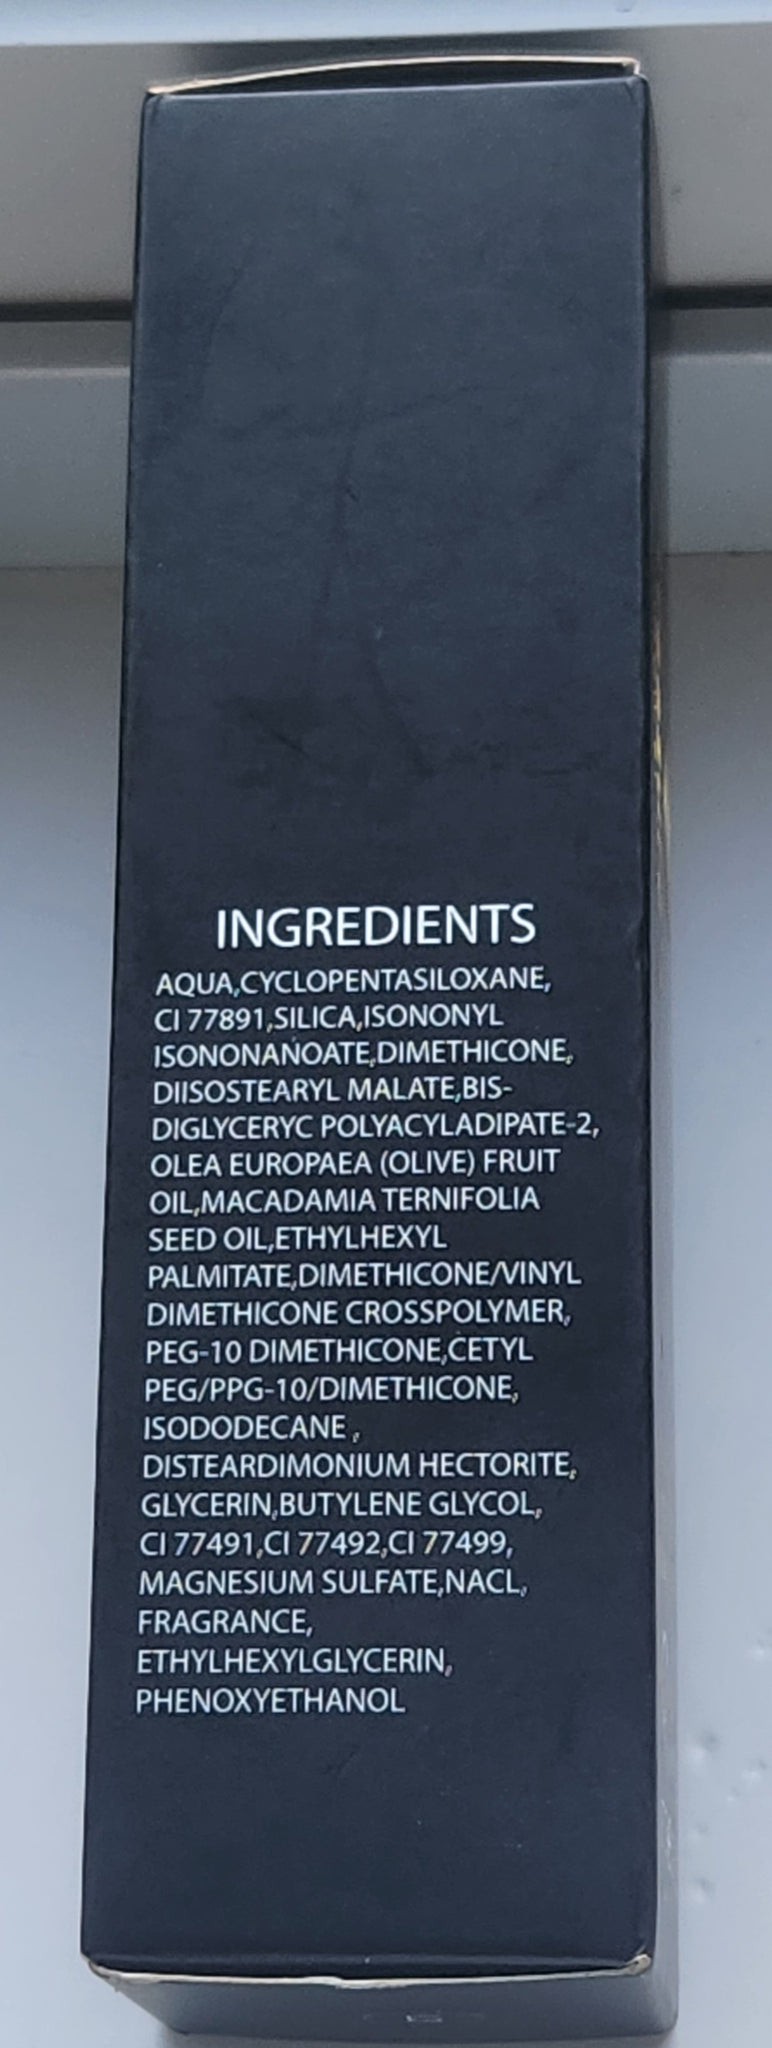 INGREDIENTS
AQUA,CYCLOPENTASILOXANE,
CI 77891,SILICA,ISONONYL
ISONONANOATE,DIMETHICONE,
DIISOSTEARYL MALATE,BIS-
DIGLYCERYC POLYACYLADIPATE-2,
OLEA EUROPAEA (OLIVE) FRUIT
OIL,MACADAMIA TERNIFOLIA
SEED OIL,ETHYLHEXYL
PALMITATE,DIMETHICONE/VINYL
DIMETHICONE CROSSPOLYMER,
PEG-10 DIMETHICONE,CETYL
PEG/PPG-10/DIMETHICONE,
ISODODECANE ,
DISTEARDIMONIUM HECTORITE,
GLYCERIN,BUTYLENE GLYCOL,
CI 77491,CI 77492,CI 77499,
MAGNESIUM SULFATE,NACL,
FRAGRANCE,
ETHYLHEXYLGLYCERIN,
PHENOXYETHANOL